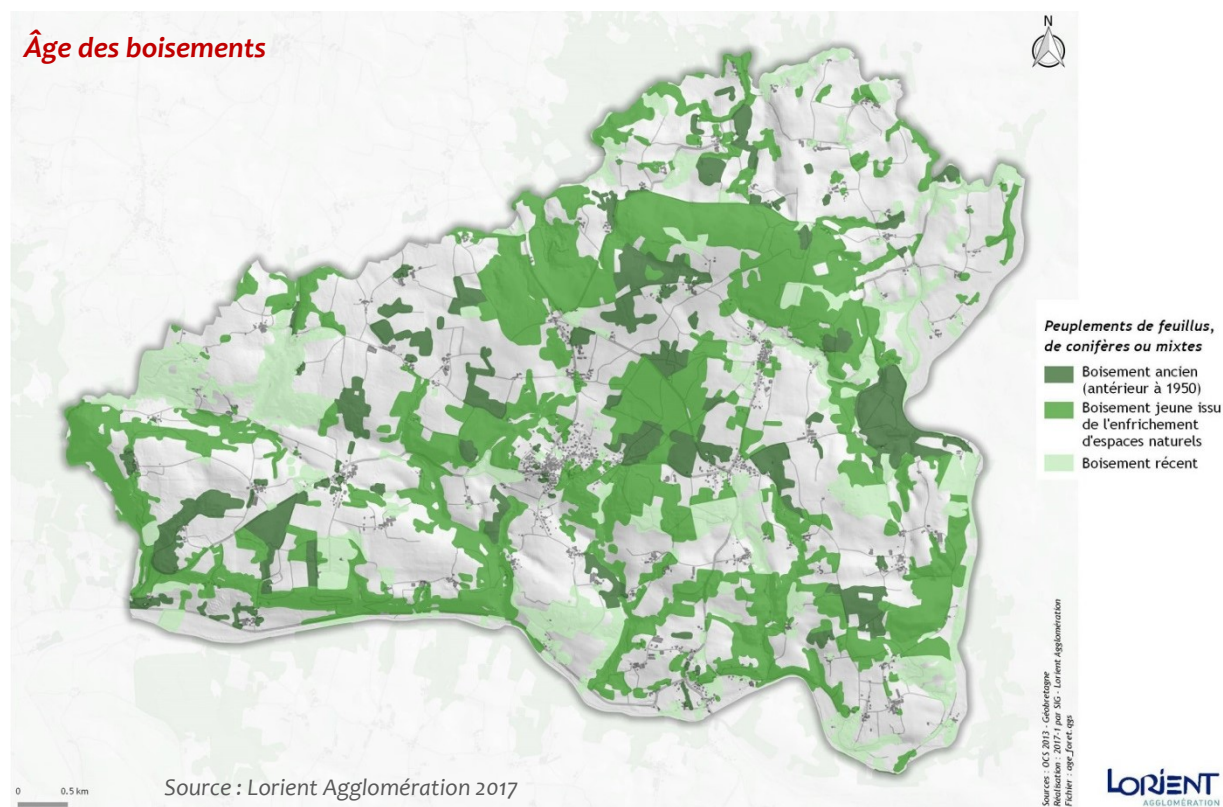 Âge des boisements
N
Peuplements de feuillus,
de conifères ou mixtes
Boisement ancien
(antérieur à 1950)
Boisement jeune issu
de l'enfrichement
d'espaces naturels
Boisement récent
Sources : OCS 2013 - Géobretagne
Réalisation : 2017-1 par SIG - Lorient Agglomération
Fichier : age_foret.qgs
0 0.5 km
Source : Lorient Agglomération 2017
LORIENT
AGGLOMÉRATION